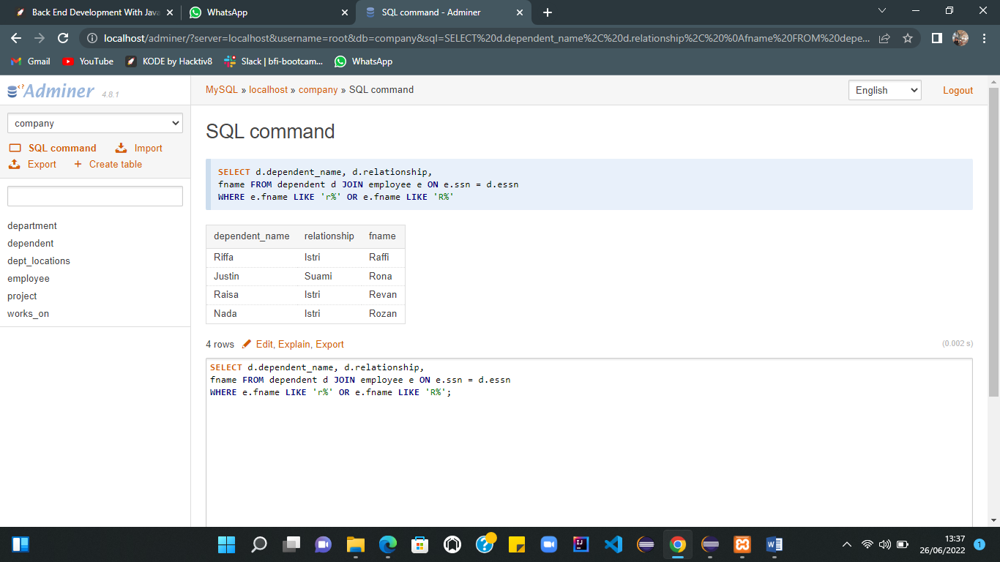 Back End Development With Java
WhatsApp
SQL command - Adminer
localhost/adminer/?server=localhost&username=root&db=company&sql=SELECT%20d.dependent_name%2C%20d.relationship%2C%20%0Afname%20FROM%20depe...
Gmail
YouTube
KODE by Hacktiv8
Slack | bfi-bootcam...
WhatsApp
Adminer 4.8.1
MySQL » localhost » company » SQL command
English
Logout
company
SQL command
Import
Export
Create table
department
dependent
dept_locations
employee
project
works_on
SQL command
SELECT d.dependent_name, d.relationship,
fname FROM dependent d JOIN employee e ON e.ssn = d.essn
WHERE e.fname LIKE 'r%' OR e.fname LIKE 'R%'
dependent_name relationship fname
Riffa Istri Raffi
Justin Suami Rona
Raisa Istri Revan
Nada Istri Rozan
4 rows Edit, Explain, Export
(0.002 s)
SELECT d.dependent_name, d.relationship,
fname FROM dependent d JOIN employee e ON e.ssn = d.essn
WHERE e.fname LIKE 'r%' OR e.fname LIKE 'R%';
13:37
26/06/2022
1